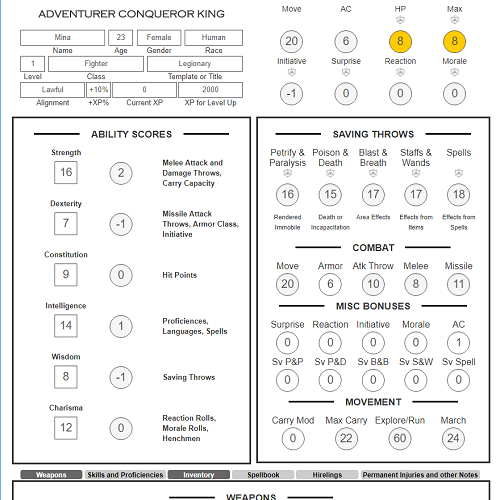 ADVENTURER CONQUEROR KING
Mina 23 Female Human
Name Age Gender Race
1 Fighter Legionary
Level Class Template or Title
Lawful +10% 0 2000
Alignment +XP% Current XP XP for Level Up
Move AC HP Max
20 6 8 8
Initiative Surprise Reaction Morale
-1 0 0 0
ABILITY SCORES
Strength
16 2 Melee Attack and
Damage Throws,
Carry Capacity
Dexterity
7 -1 Missile Attack
Throws, Armor Class,
Initiative
Constitution
9 0 Hit Points
Intelligence
14 1 Proficiences,
Languages, Spells
Wisdom
8 -1 Saving Throws
Charisma
12 0 Reaction Rolls,
Morale Rolls,
Henchmen
SAVING THROWS
Petrify & Poison & Blast & Staffs & Spells
Paralysis Death Breath Wands
16 15 17 17 18
Rendered Death or Area Effects Effects from Effects from
Immobile Incapacitation Items Spells
COMBAT
Move Armor Atk Throw Melee Missile
20 6 10 8 11
MISC BONUSES
Surprise Reaction Initiative Morale AC
0 0 0 0 1
Sv P&P Sv P&D Sv B&B Sv S&W Sv Spell
0 0 0 0 0
MOVEMENT
Carry Mod Max Carry Explore/Run March
0 22 60 24
Weapons Skills and Proficiencies Inventory Spellbook Hirelings Permanent Injuries and other Notes
WEAPONS